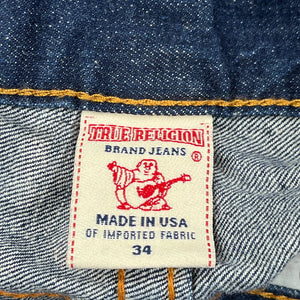 TRUE RELIGION
BRAND JEANS ®
MADE IN USA
OF IMPORTED FABRIC
34